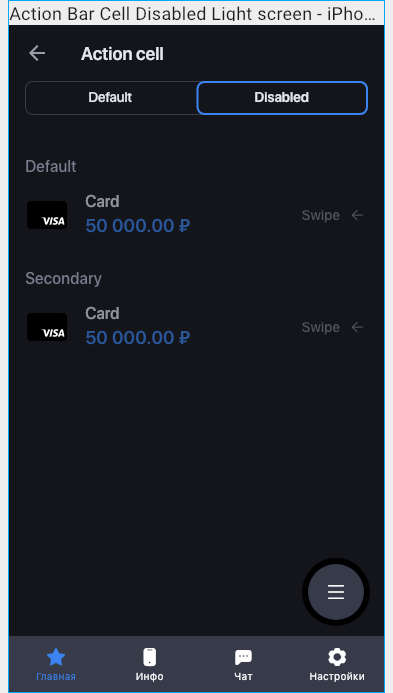 Action Bar Cell Disabled Light screen - iPho...
Action cell
Default
Disabled
Default
Card
50 000.00 ₽
Swipe
VISA
Secondary
Card
50 000.00 ₽
Swipe
VISA
Главная
Инфо
Чат
Настройки